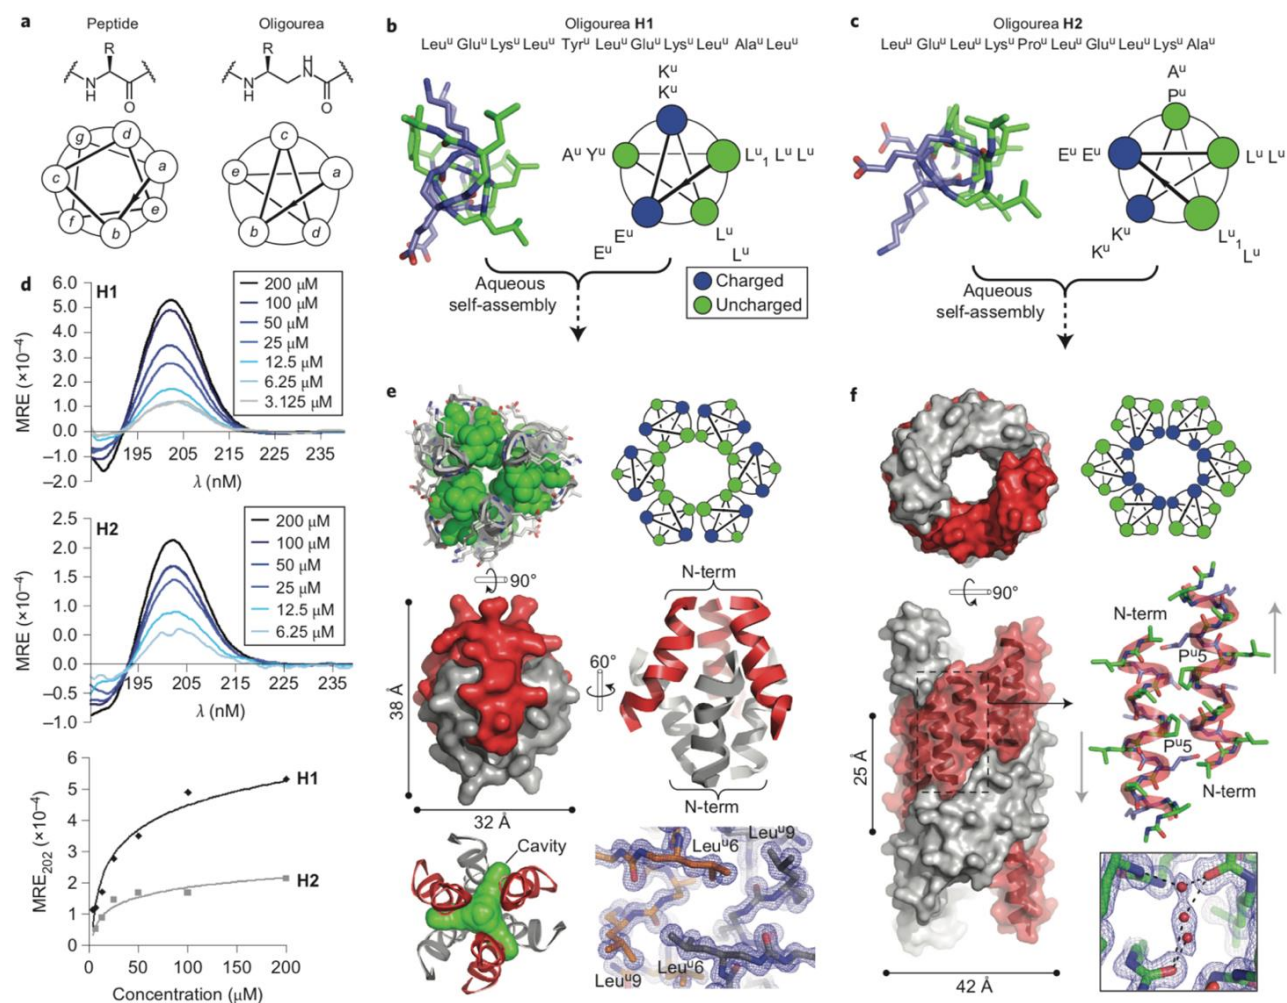 a
Peptide
Oligourea
R
N
H
O
R
H
N
N
H
O
g
d
c
a
f
e
b
c
e
a
b
d
b
Oligourea H1
Leuᵘ Gluᵘ Lysᵘ Leuᵘ Tyrᵘ Leuᵘ Gluᵘ Lysᵘ Leuᵘ Alaᵘ Leuᵘ
Kᵘ
Kᵘ
Aᵘ Yᵘ
Lᵘ₁ Lᵘ Lᵘ
Eᵘ
Eᵘ
Lᵘ
Lᵘ
Aqueous
self-assembly
Charged
Uncharged
c
Oligourea H2
Leuᵘ Gluᵘ Leuᵘ Lysᵘ Proᵘ Leuᵘ Gluᵘ Leuᵘ Lysᵘ Alaᵘ
Aᵘ
Pᵘ
Eᵘ Eᵘ
Lᵘ Lᵘ
Kᵘ
Kᵘ
Lᵘ₁
Lᵘ
Aqueous
self-assembly
d
H1
MRE (×10⁻⁴)
6.0
5.0
4.0
3.0
2.0
1.0
0.0
–1.0
–2.0
195 205 215 225 235
λ (nM)
200 μM
100 μM
50 μM
25 μM
12.5 μM
6.25 μM
3.125 μM
H2
MRE (×10⁻⁴)
2.5
2.0
1.5
1.0
0.0
–0.0
–0.5
–1.0
195 205 215 225 235
λ (nM)
200 μM
100 μM
50 μM
25 μM
12.5 μM
6.25 μM
MRE₂₀₂ (×10⁻⁴)
6
5
4
3
2
1
0
H1
H2
0 50 100 150 200
Concentration (μM)
e
90°
38 Å
32 Å
60°
N-term
N-term
Cavity
Leuᵘ6
Leuᵘ9
Leuᵘ9
Leuᵘ6
f
90°
25 Å
42 Å
N-term
Pᵘ5
Pᵘ5
N-term